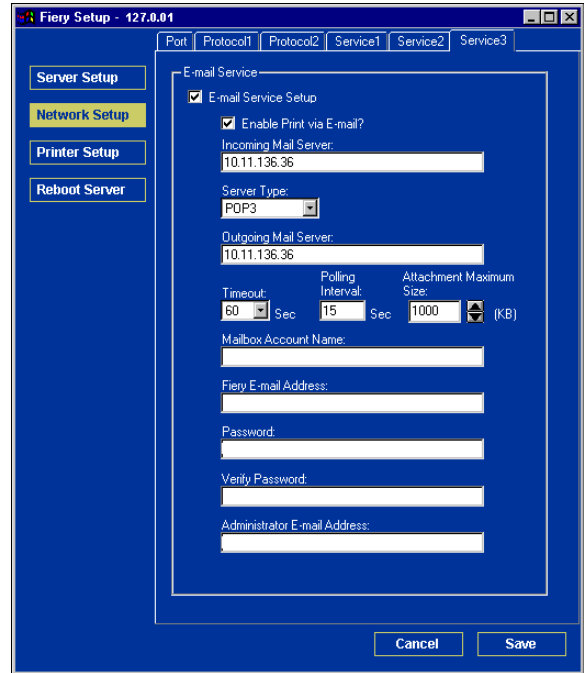 Fiery Setup - 127.0.01
Port Protocol1 Protocol2 Service1 Service2 Service3
Server Setup
Network Setup
Printer Setup
Reboot Server
E-mail Service
E-mail Service Setup
Enable Print via E-mail?
Incoming Mail Server:
10.11.136.36
Server Type:
POP3
Outgoing Mail Server:
10.11.136.36
Timeout:
60 Sec
Polling
Interval:
15 Sec
Attachment Maximum
Size:
1000 (KB)
Mailbox Account Name:
Fiery E-mail Address:
Password:
Verify Password:
Administrator E-mail Address:
Cancel Save